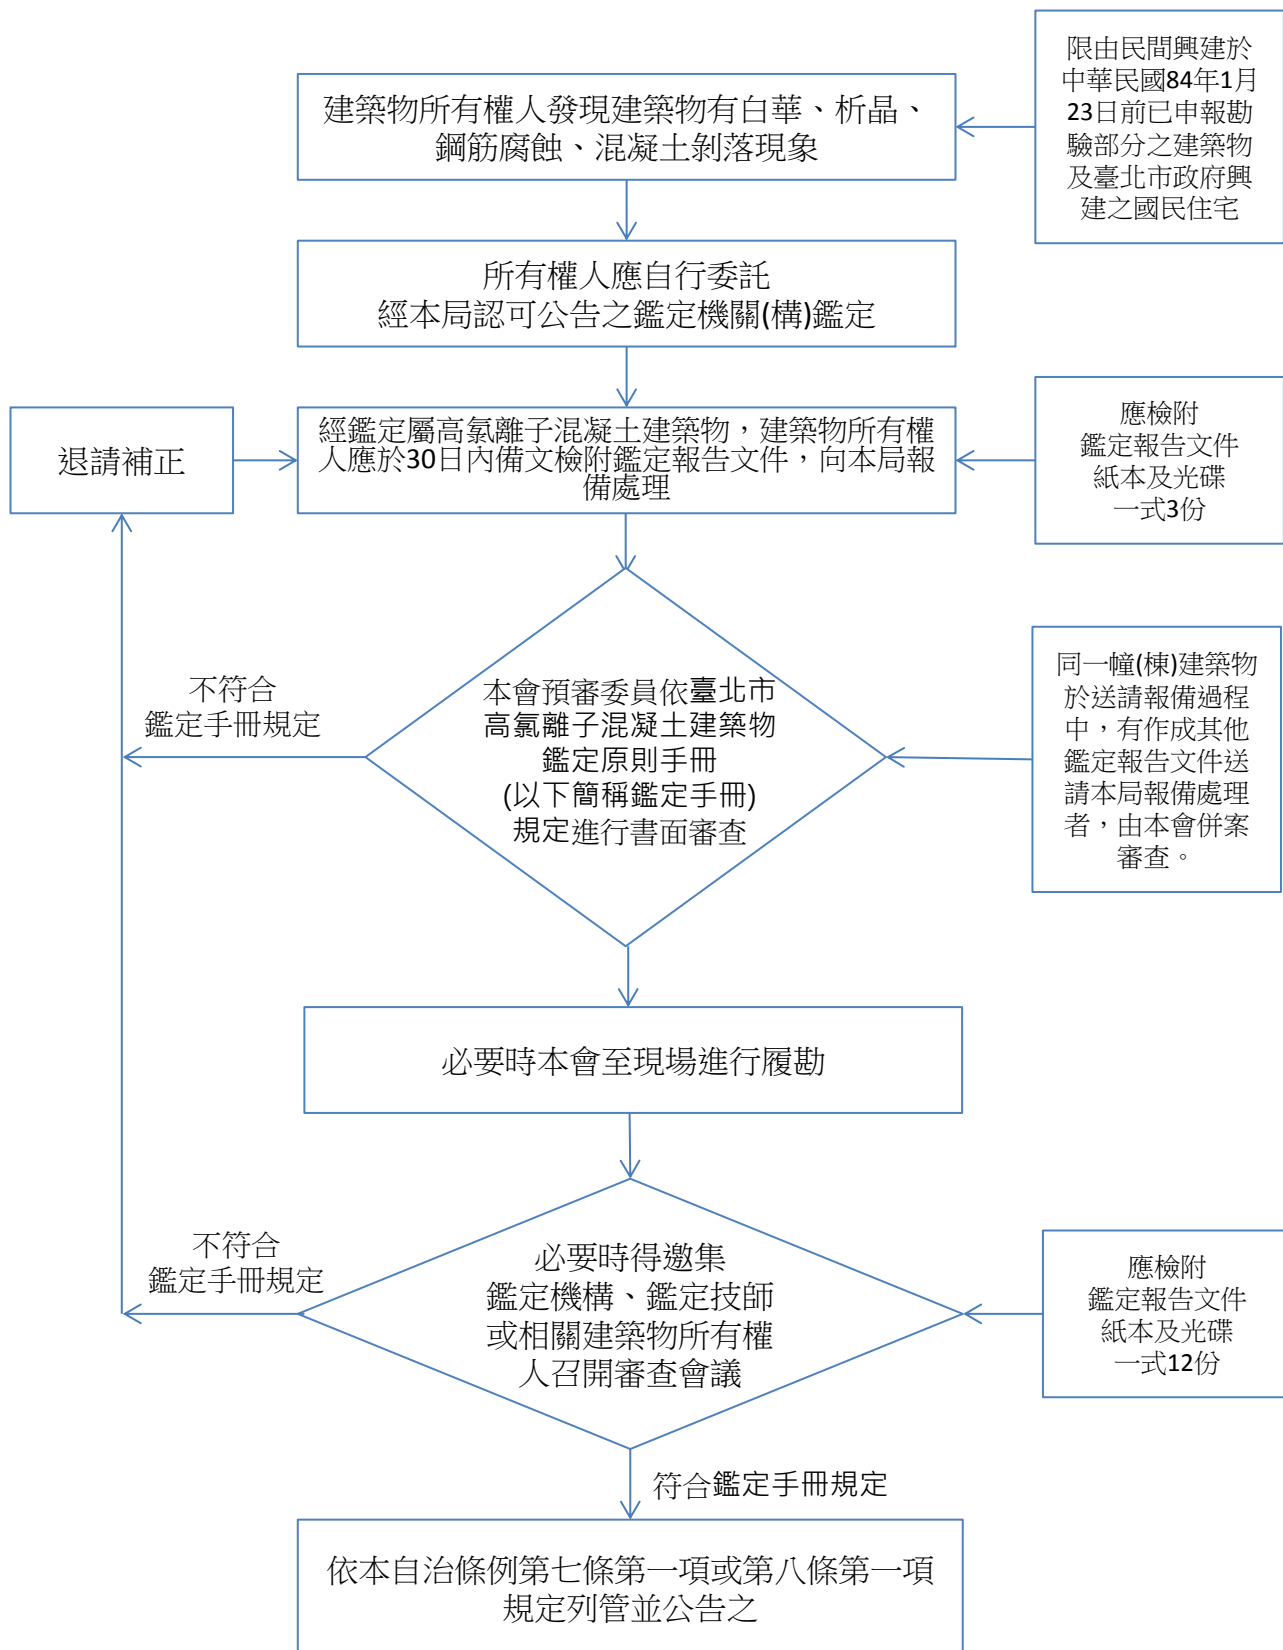 限由民間興建於
中華民國84年1月
23日前已申報勘
驗部分之建築物
及臺北市政府興
建之國民住宅
建築物所有權人發現建築物有白華、析晶、
鋼筋腐蝕、混凝土剝落現象
所有權人應自行委託
經本局認可公告之鑑定機關(構)鑑定
退請補正
經鑑定屬高氯離子混凝土建築物，建築物所有權
人應於30日內備文檢附鑑定報告文件，向本局報
備處理
應檢附
鑑定報告文件
紙本及光碟
一式3份
不符合
鑑定手冊規定
本會預審委員依臺北市
高氯離子混凝土建築物
鑑定原則手冊
(以下簡稱鑑定手冊)
規定進行書面審查
同一幢(棟)建築物
於送請報備過程
中，有作成其他
鑑定報告文件送
請本局報備處理
者，由本會併案
審查。
必要時本會至現場進行履勘
不符合
鑑定手冊規定
必要時得邀集
鑑定機構、鑑定技師
或相關建築物所有權
人召開審查會議
應檢附
鑑定報告文件
紙本及光碟
一式12份
符合鑑定手冊規定
依本自治條例第七條第一項或第八條第一項
規定列管並公告之